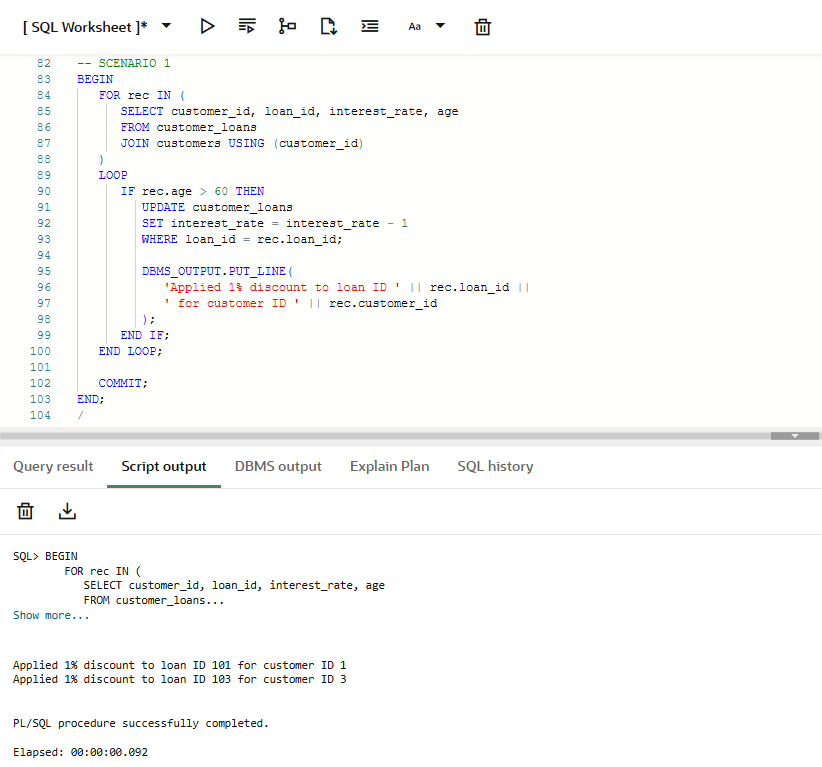 [ SQL Worksheet ]*
Aa
82 -- SCENARIO 1
83 BEGIN
84 FOR rec IN (
85 SELECT customer_id, loan_id, interest_rate, age
86 FROM customer_loans
87 JOIN customers USING (customer_id)
88 )
89 LOOP
90 IF rec.age > 60 THEN
91 UPDATE customer_loans
92 SET interest_rate = interest_rate - 1
93 WHERE loan_id = rec.loan_id;
94
95 DBMS_OUTPUT.PUT_LINE(
96 'Applied 1% discount to loan ID ' || rec.loan_id ||
97 ' for customer ID ' || rec.customer_id
98 );
99 END IF;
100 END LOOP;
101
102 COMMIT;
103 END;
104 /
Query result Script output DBMS output Explain Plan SQL history
SQL> BEGIN
FOR rec IN (
SELECT customer_id, loan_id, interest_rate, age
FROM customer_loans...
Show more...
Applied 1% discount to loan ID 101 for customer ID 1
Applied 1% discount to loan ID 103 for customer ID 3
PL/SQL procedure successfully completed.
Elapsed: 00:00:00.092